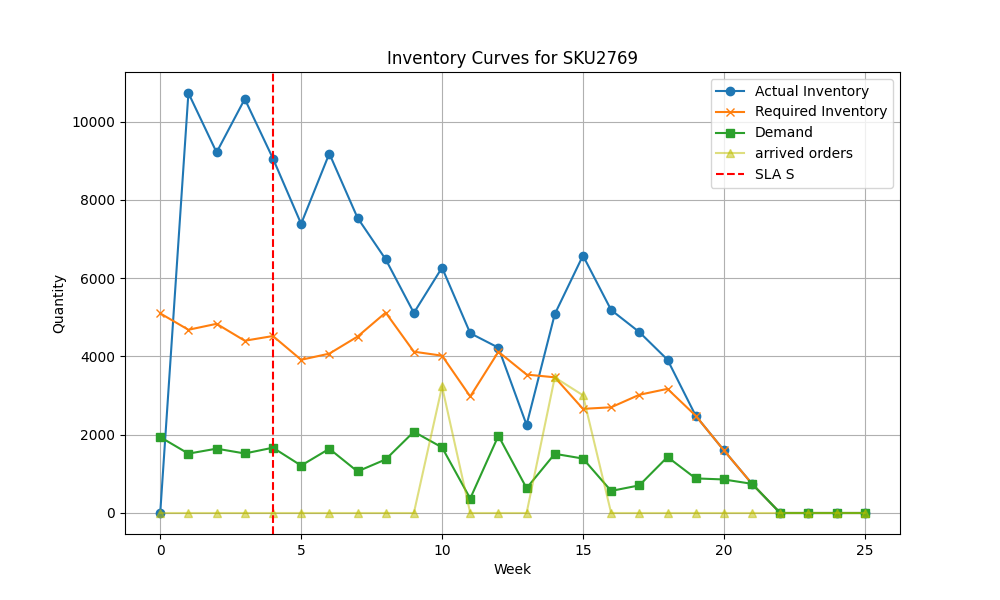 Inventory Curves for SKU2769
Actual Inventory
Required Inventory
Demand
arrived orders
SLA S
Quantity
10000
8000
6000
4000
2000
0
0 5 10 15 20 25
Week